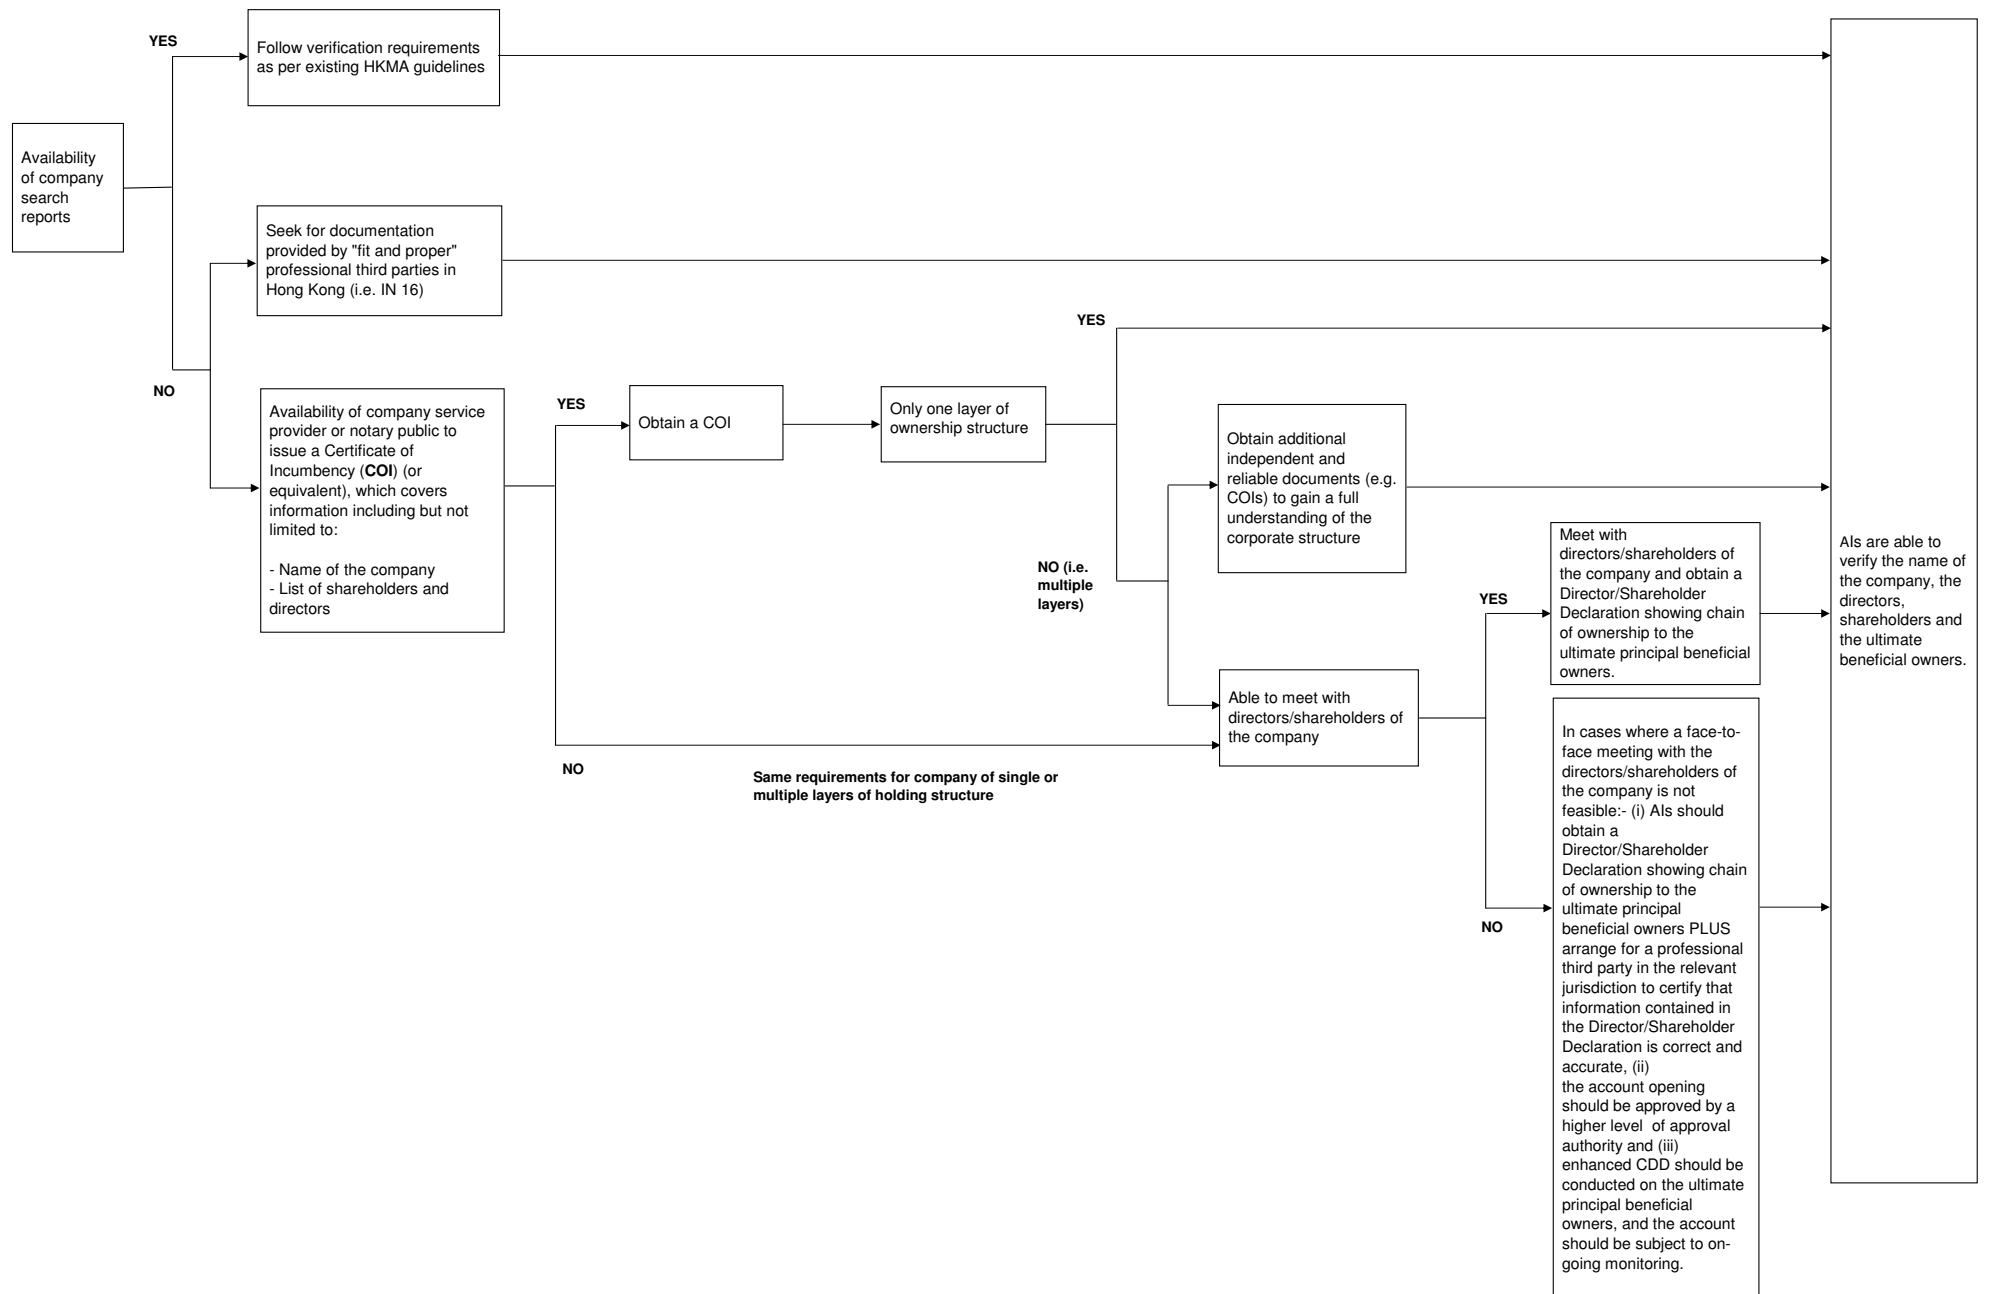 YES
Follow verification requirements
as per existing HKMA guidelines
Availability
of company
search
reports
Seek for documentation
provided by "fit and proper"
professional third parties in
Hong Kong (i.e. IN 16)
NO
Availability of company service
provider or notary public to
issue a Certificate of
Incumbency (COI) (or
equivalent), which covers
information including but not
limited to:
- Name of the company
- List of shareholders and
directors
YES
Obtain a COI
Only one layer of
ownership structure
YES
Obtain additional
independent and
reliable documents (e.g.
COIs) to gain a full
understanding of the
corporate structure
NO (i.e.
multiple
layers)
Able to meet with
directors/shareholders of
the company
NO
Same requirements for company of single or
multiple layers of holding structure
YES
Meet with
directors/shareholders of
the company and obtain a
Director/Shareholder
Declaration showing chain
of ownership to the
ultimate principal beneficial
owners.
NO
In cases where a face-to-
face meeting with the
directors/shareholders of
the company is not
feasible:- (i) AIs should
obtain a
Director/Shareholder
Declaration showing chain
of ownership to the
ultimate principal
beneficial owners PLUS
arrange for a professional
third party in the relevant
jurisdiction to certify that
information contained in
the Director/Shareholder
Declaration is correct and
accurate, (ii)
the account opening
should be approved by a
higher level  of approval
authority and (iii)
enhanced CDD should be
conducted on the ultimate
principal beneficial
owners, and the account
should be subject to on-
going monitoring.
AIs are able to
verify the name of
the company, the
directors,
shareholders and
the ultimate
beneficial owners.